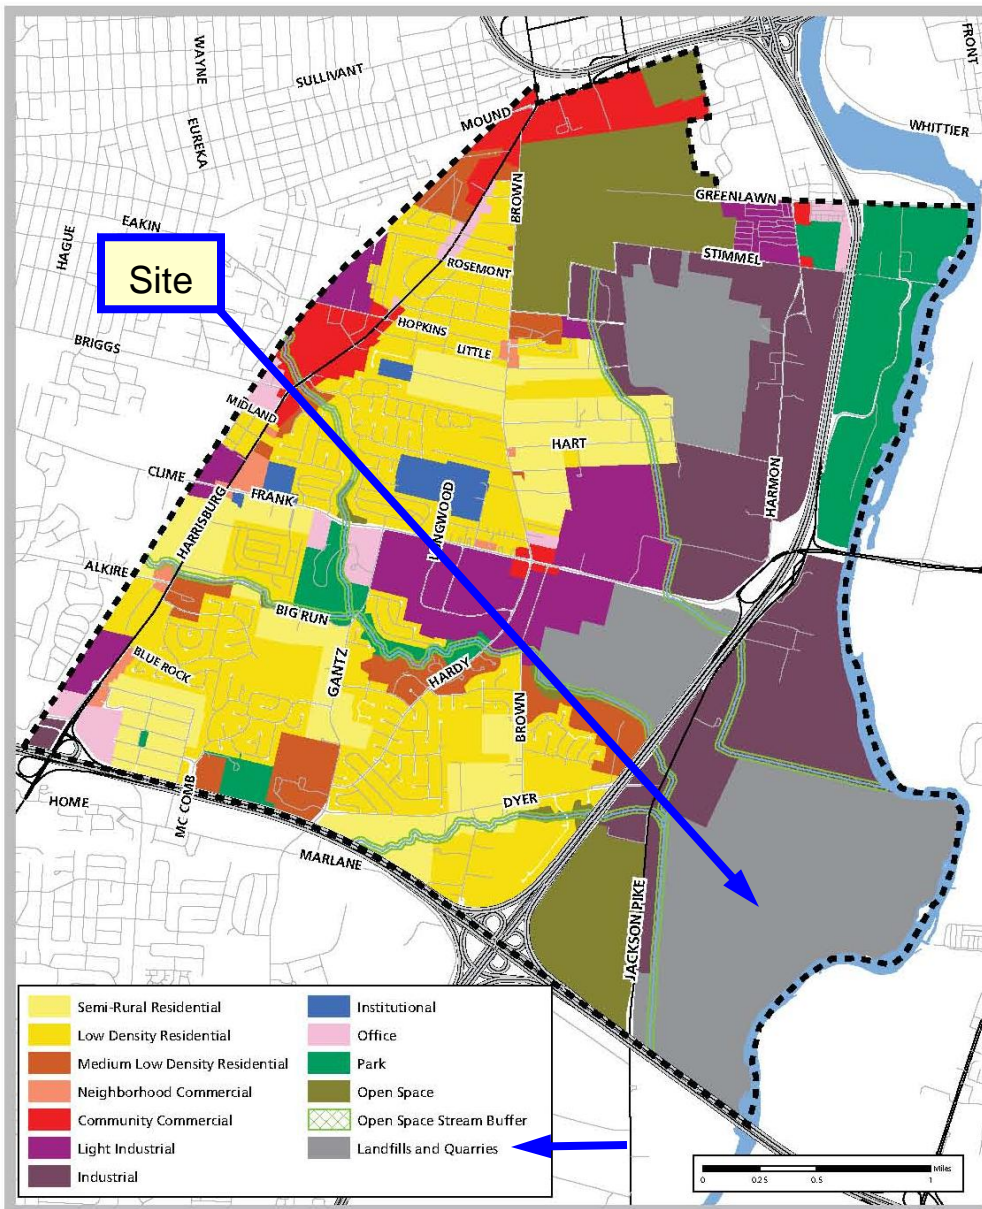 WAYNE
SULLIVANT
FRONT
EUREKA
MOUND
WHITTIER
BROWN
GREENLAWN
EAKIN
HAGUE
STIMMEL
Site
ROSEMONT
HOPKINS
BRIGGS
LITTLE
MIDLAND
HART
CLIME
FRANK
HARRISBURG
LONGWOOD
HARMON
ALKIRE
BIG RUN
BLUE ROCK
GANTZ
HARDY
BROWN
HOME
MC COMB
DYER
MARLANE
JACKSON PIKE
Semi-Rural Residential
Low Density Residential
Medium Low Density Residential
Neighborhood Commercial
Community Commercial
Light Industrial
Industrial
Institutional
Office
Park
Open Space
Open Space Stream Buffer
Landfills and Quarries
Miles
0 0.25 0.5 1